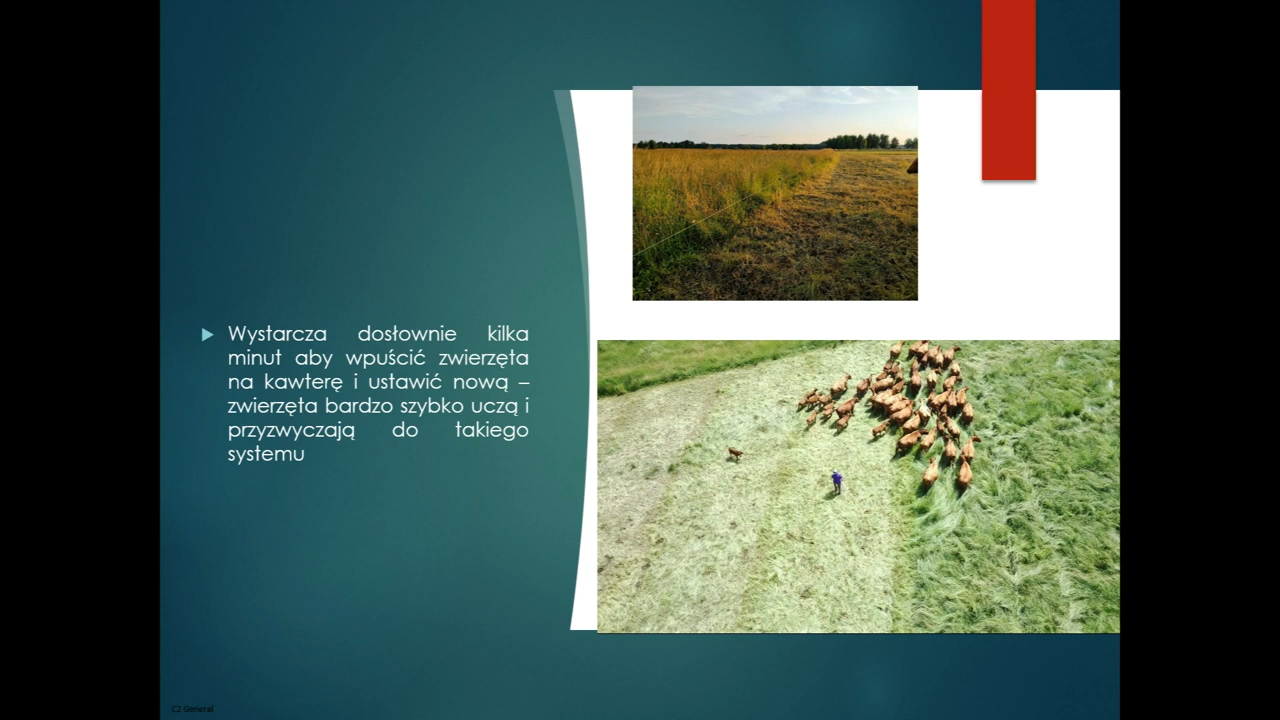 Wystarcza dosłownie kilka
minut aby wpuścić zwierzęta
na kawterę i ustawić nową –
zwierzęta bardzo szybko uczą i
przyzwyczają do takiego
systemu
C2 General